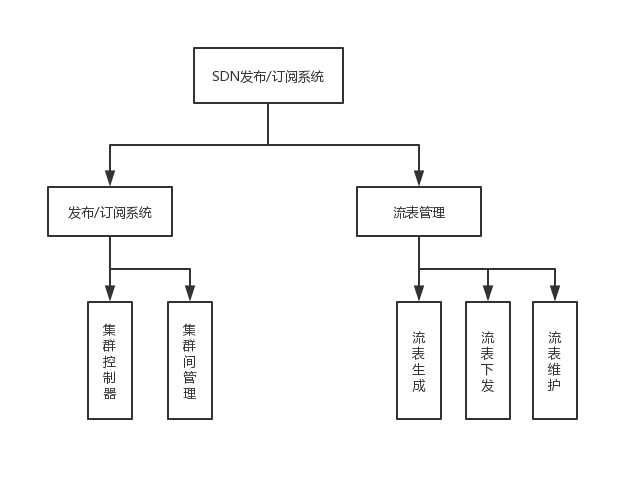 SDN发布/订阅系统
发布/订阅系统
流表管理
集群控制器
集群间管理
流表生成
流表下发
流表维护